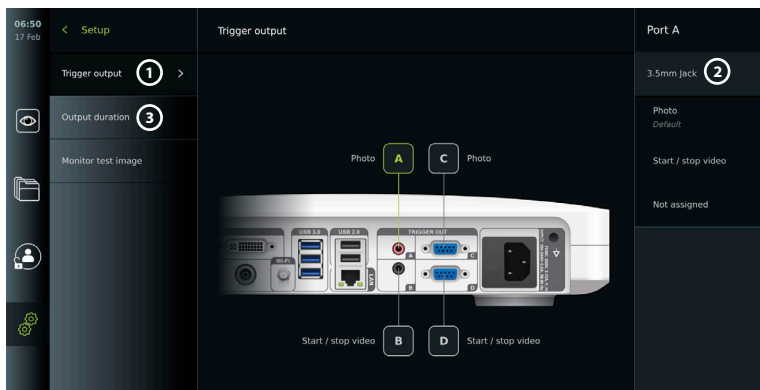 06:50
17 Feb
Setup
Trigger output
Port A
Trigger output
1
3.5mm Jack
2
Output duration
3
Photo
Default
Monitor test image
Start / stop video
Not assigned
Photo
A
C
Photo
USB 3.0
USB 2.0
TRIGGER OUT
Wi-Fi
LAN
A
C
B
D
Start / stop video
B
D
Start / stop video